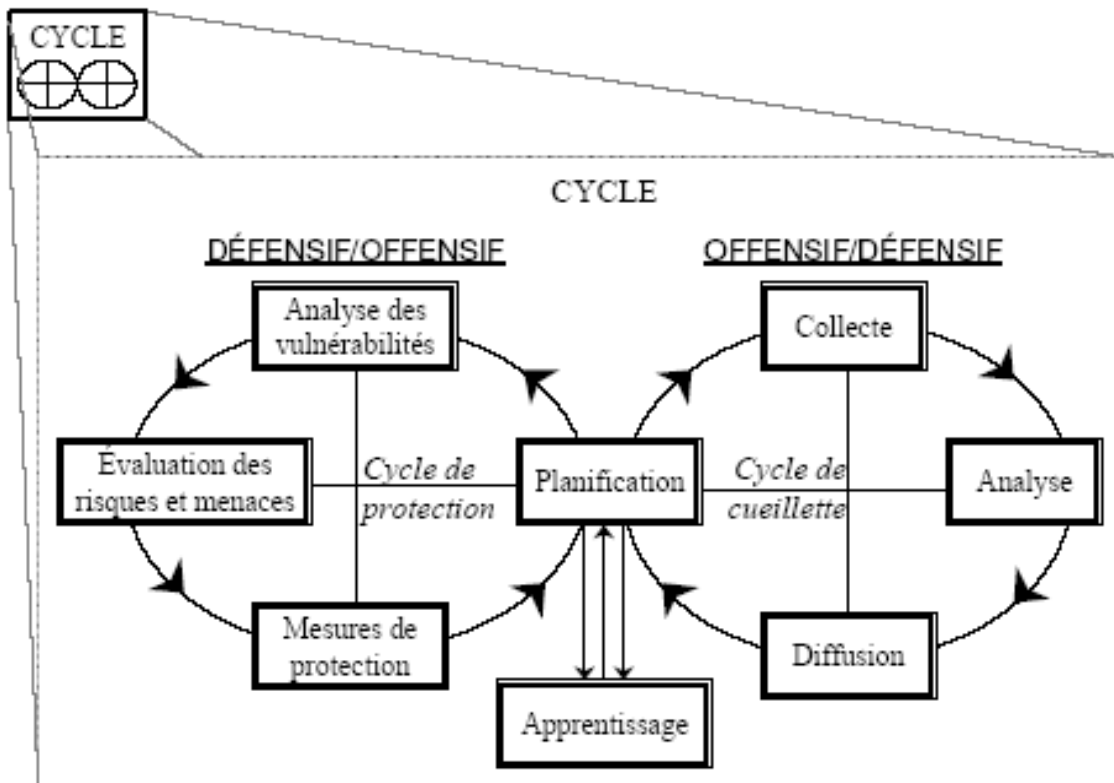 CYCLE
CYCLE
DÉFENSIF/OFFENSIF
OFFENSIF/DÉFENSIF
Analyse des
vulnérabilités
Collecte
Évaluation des
risques et menaces
Cycle de
protection
Planification
Cycle de
cueillette
Analyse
Mesures de
protection
Diffusion
Apprentissage